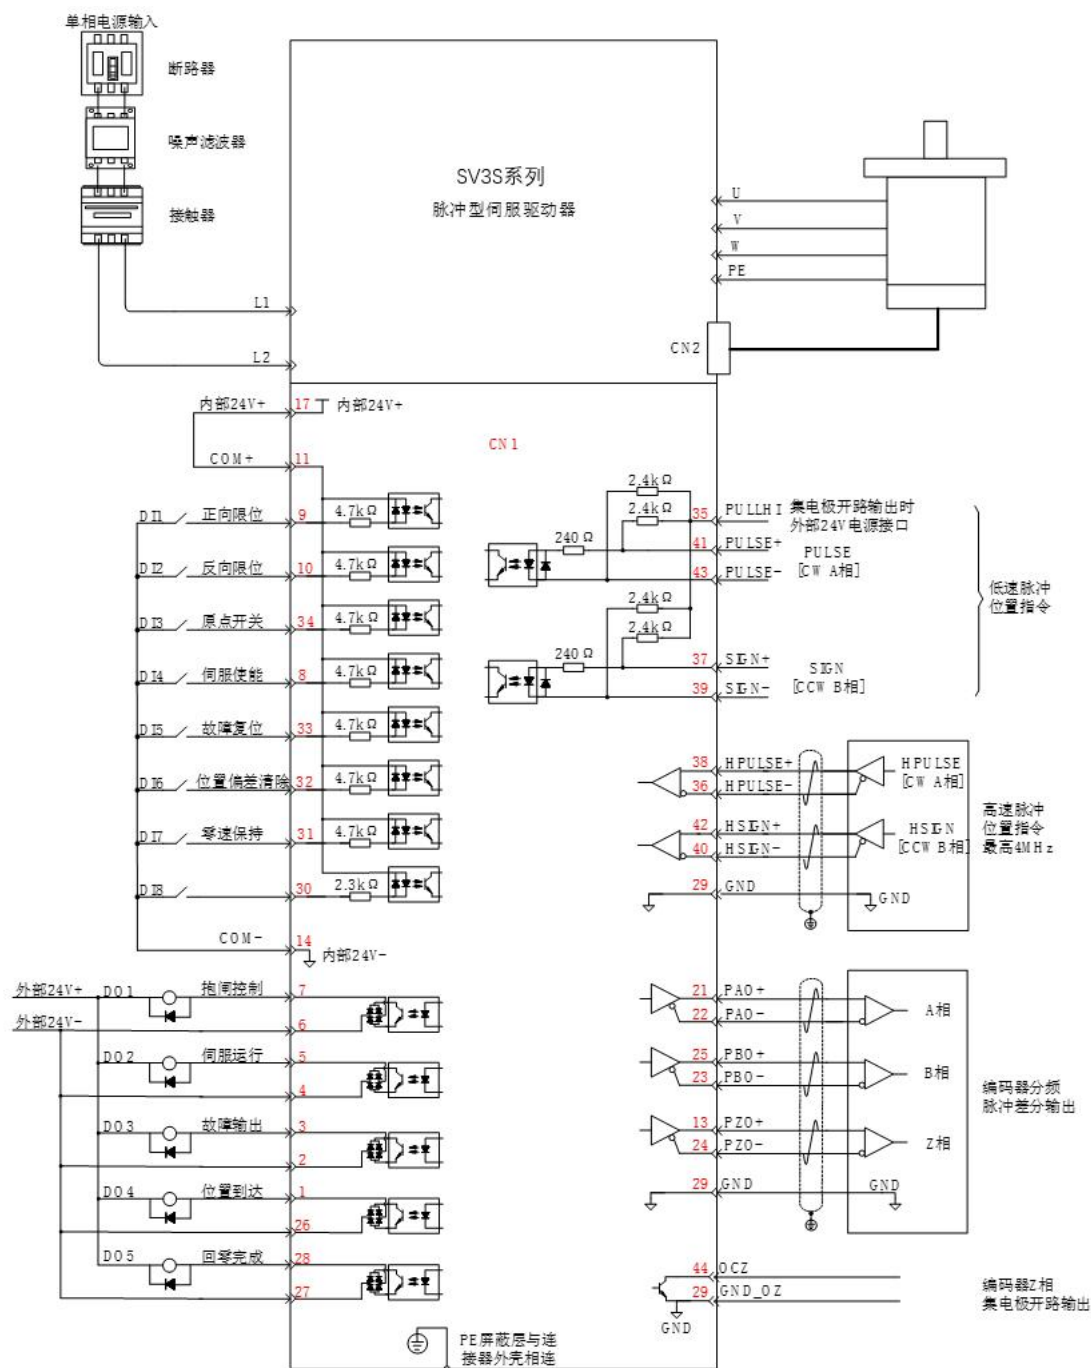 单相电源输入
断路器
噪声滤波器
接触器
L1
L2
SV3S系列
脉冲型伺服驱动器
U
V
W
PE
CN2
内部24V+ 17 内部24V+
COM+ 11
CN1
DI1 正向限位 9 4.7kΩ
DI2 反向限位 10 4.7kΩ
DI3 原点开关 34 4.7kΩ
DI4 伺服使能 8 4.7kΩ
DI5 故障复位 33 4.7kΩ
DI6 位置偏差清除 32 4.7kΩ
DI7 零速保持 31 4.7kΩ
DI8 30 2.3kΩ
COM- 14 内部24V-
外部24V+ DO1 抱闸控制 7
外部24V- 6
DO2 伺服运行 5
4
DO3 故障输出 3
2
DO4 位置到达 1
26
DO5 回零完成 28
27
PE屏蔽层与连
接器外壳相连
2.4kΩ
2.4kΩ 35 PULLHI 集电极开路输出时
外部24V电源接口
240Ω 41 PULSE+
43 PULSE-
PULSE
[CW A相]
2.4kΩ
2.4kΩ
240Ω 37 SIGN+
39 SIGN-
SIGN
[CCW B相]
低速脉冲
位置指令
38 HPULSE+
36 HPULSE-
HPULSE
[CW A相]
42 HSIGN+
40 HSIGN-
HSIGN
[CCW B相]
29 GND GND
高速脉冲
位置指令
最高4MHz
21 PAO+
22 PAO-
A相
25 PBO+
23 PBO-
B相
13 PZO+
24 PZO-
Z相
29 GND GND
编码器分频
脉冲差分输出
44 OCZ
29 GND_OZ
GND
编码器Z相
集电极开路输出